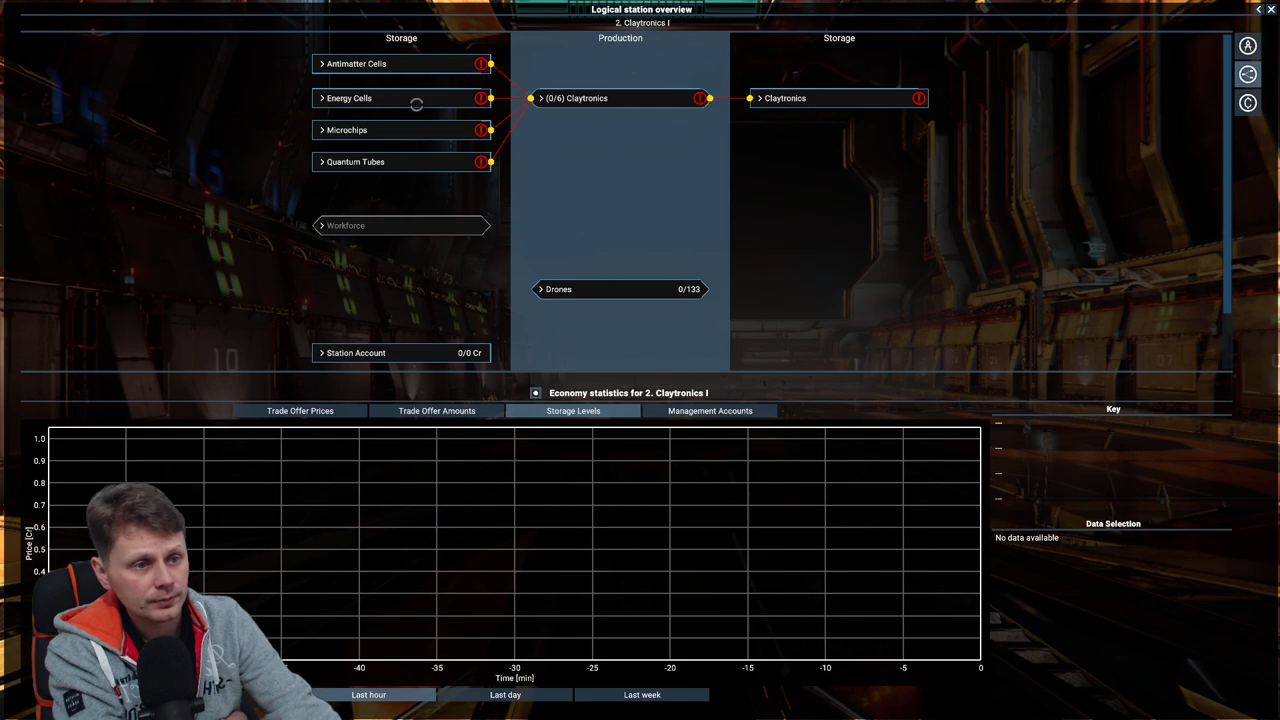 Logical station overview
2. Claytronics I
Storage
Production
Storage
Antimatter Cells
Energy Cells
(0/6) Claytronics
Claytronics
Microchips
Quantum Tubes
Workforce
Drones 0/133
Station Account 0/0 Cr
Economy statistics for 2. Claytronics I
Trade Offer Prices
Trade Offer Amounts
Storage Levels
Management Accounts
Key
1.0
0.9
0.8
0.7
0.6
0.5
0.4
Price [Cr]
Data Selection
No data available
-40 -35 -30 -25 -20 -15 -10 -5 0
Time [min]
Last hour
Last day
Last week